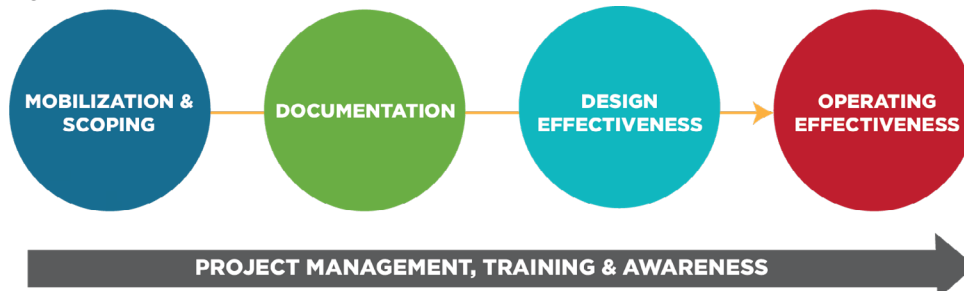 MOBILIZATION &
SCOPING
DOCUMENTATION
DESIGN
EFFECTIVENESS
OPERATING
EFFECTIVENESS
PROJECT MANAGEMENT, TRAINING & AWARENESS